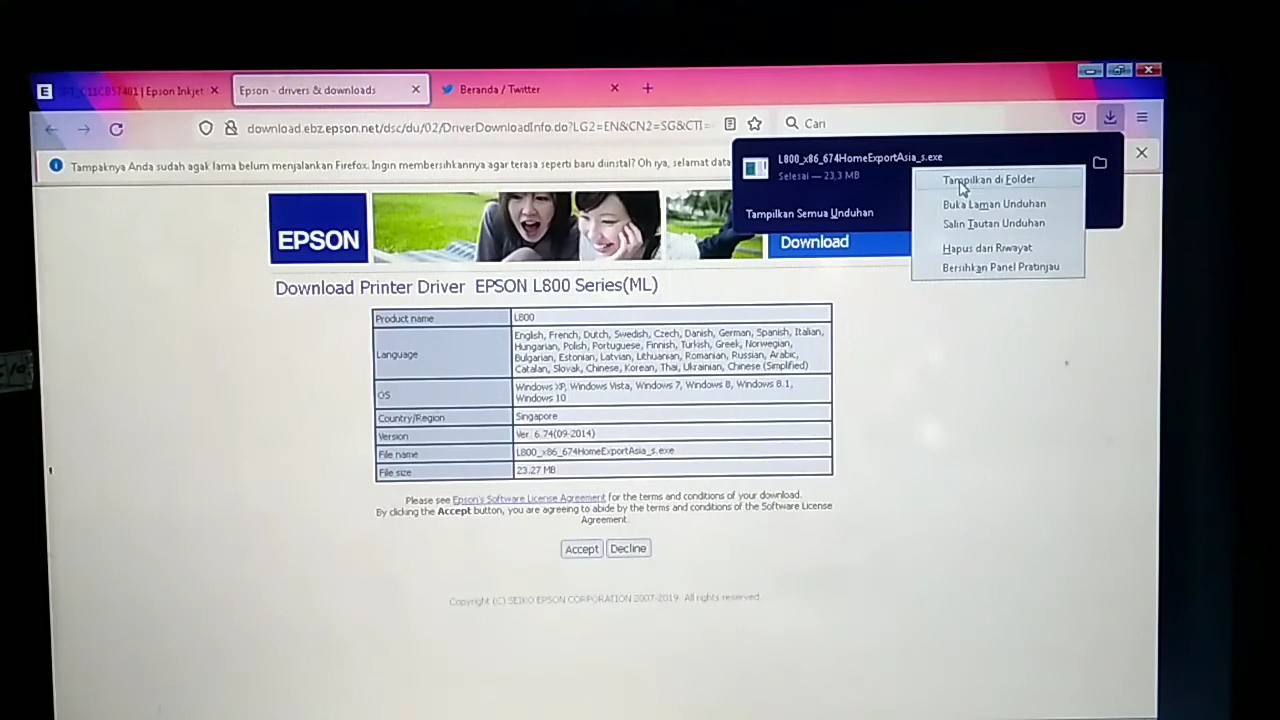 E
| Epson Inkjet
Epson - drivers & downloads
Beranda / Twitter
download.ebz.epson.net/dsc/du/02/DriverDownloadInfo.do?LG2=EN&CN2=SG&CTI=
Cari
Tampaknya Anda sudah agak lama belum menjalankan Firefox. Ingin membersihkannya agar terasa seperti baru diinstal? Oh iya, selamat data
L800_x86_674HomeExportAsia_s.exe
Selesai — 23,3 MB
Tampilkan Semua Unduhan
Tampilkan di Folder
Buka Laman Unduhan
Salin Tautan Unduhan
Hapus dari Riwayat
Bersihkan Panel Pratinjau
EPSON
Download
Download Printer Driver EPSON L800 Series(ML)
Product name
L800
Language
English, French, Dutch, Swedish, Czech, Danish, German, Spanish, Italian,
Hungarian, Polish, Portuguese, Finnish, Turkish, Greek, Norwegian,
Bulgarian, Estonian, Latvian, Lithuanian, Romanian, Russian, Arabic,
Catalan, Slovak, Chinese, Korean, Thai, Ukrainian, Chinese (Simplified)
OS
Windows XP, Windows Vista, Windows 7, Windows 8, Windows 8.1,
Windows 10
Country/Region
Singapore
Version
Ver. 6.74(09-2014)
File name
L800_x86_674HomeExportAsia_s.exe
File size
23.27 MB
Please see Epson's Software License Agreement for the terms and conditions of your download.
By clicking the Accept button, you are agreeing to abide by the terms and conditions of the Software License
Agreement.
Accept
Decline
Copyright (C) SEIKO EPSON CORPORATION 2007-2019. All rights reserved.